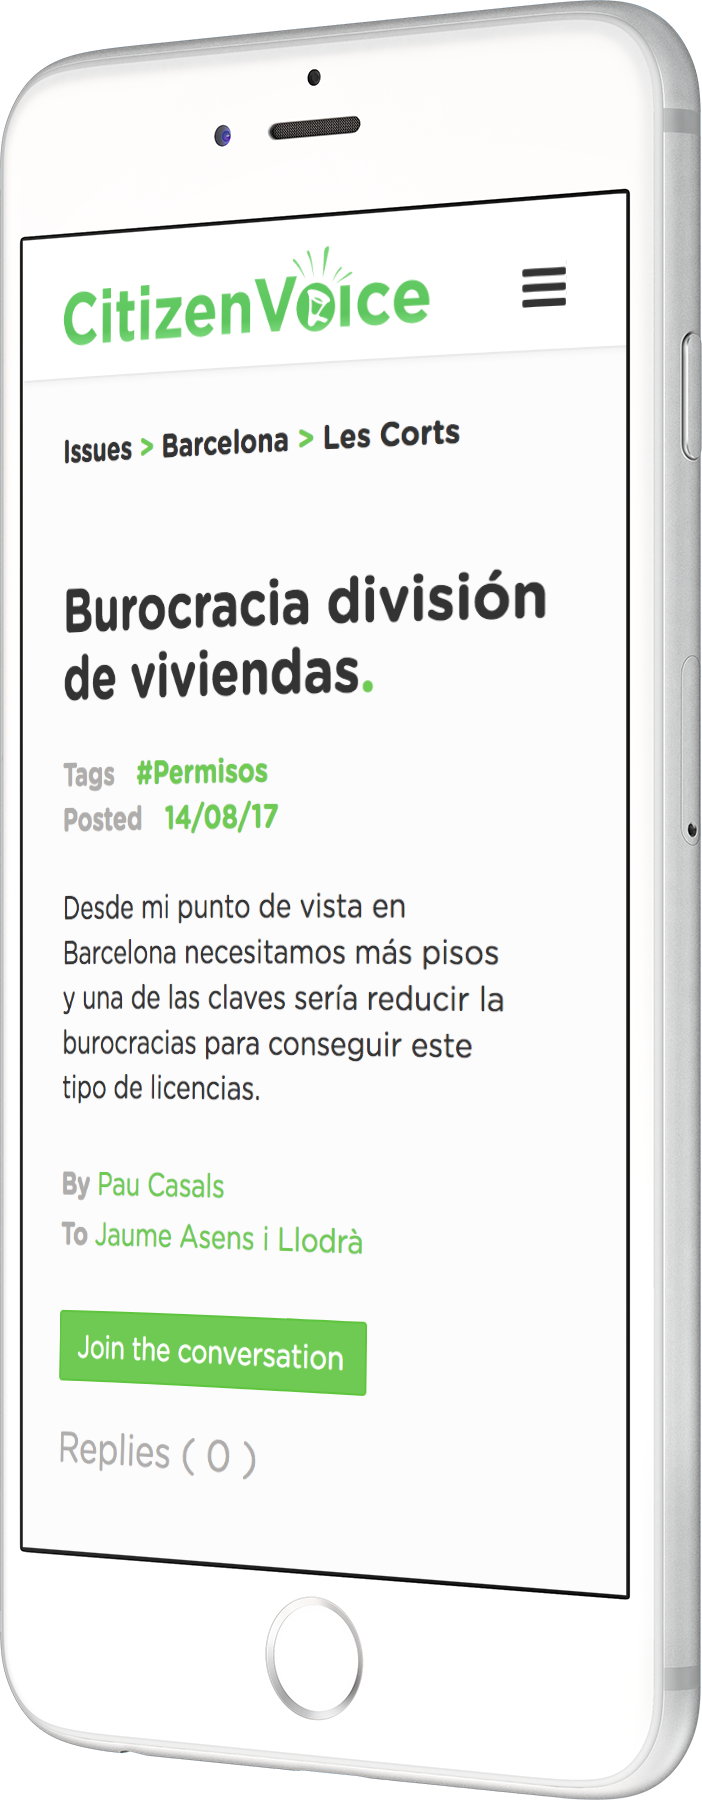 CitizenVoice
Issues > Barcelona > Les Corts
Burocracia división
de viviendas.
Tags #Permisos
Posted 14/08/17
Desde mi punto de vista en
Barcelona necesitamos más pisos
y una de las claves sería reducir la
burocracias para conseguir este
tipo de licencias.
By Pau Casals
To Jaume Asens i Llodrà
Join the conversation
Replies ( 0 )